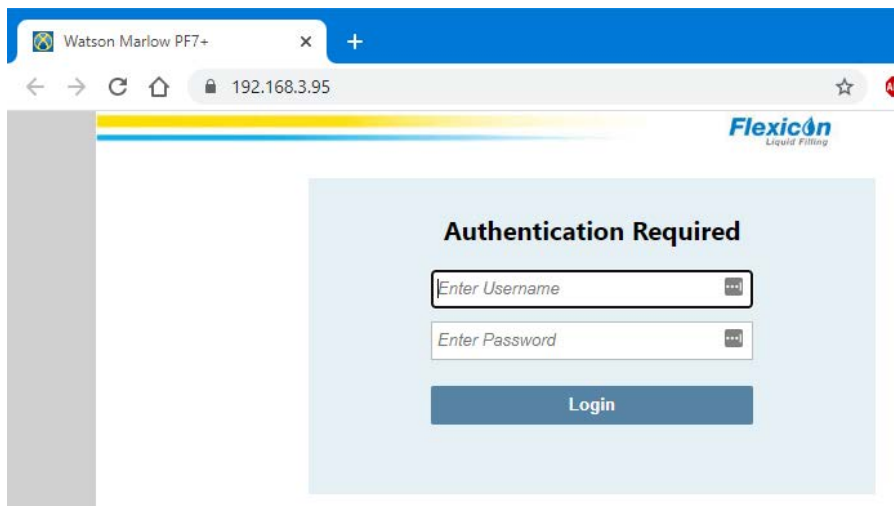 Watson Marlow PF7+
192.168.3.95
Flexicon
Liquid Filling
Authentication Required
Enter Username
Enter Password
Login